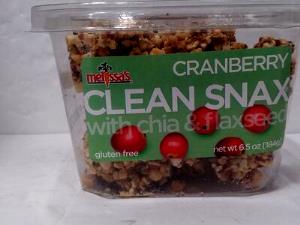 melissa's
CRANBERRY
CLEAN SNAX
with chia & flaxseed
gluten free
net wt 6.5 oz (184g)